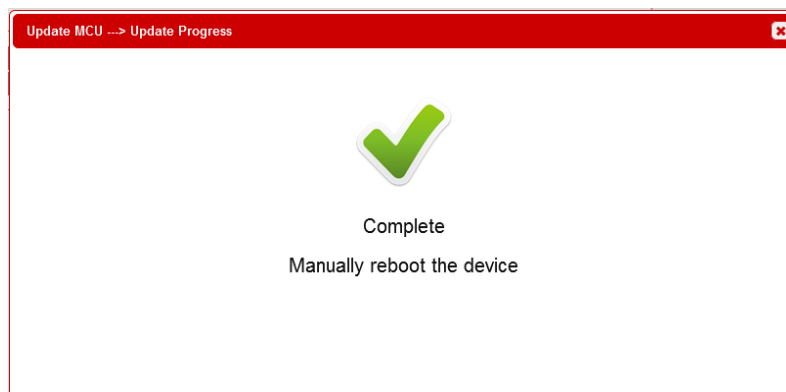 Update MCU ---> Update Progress
Complete
Manually reboot the device